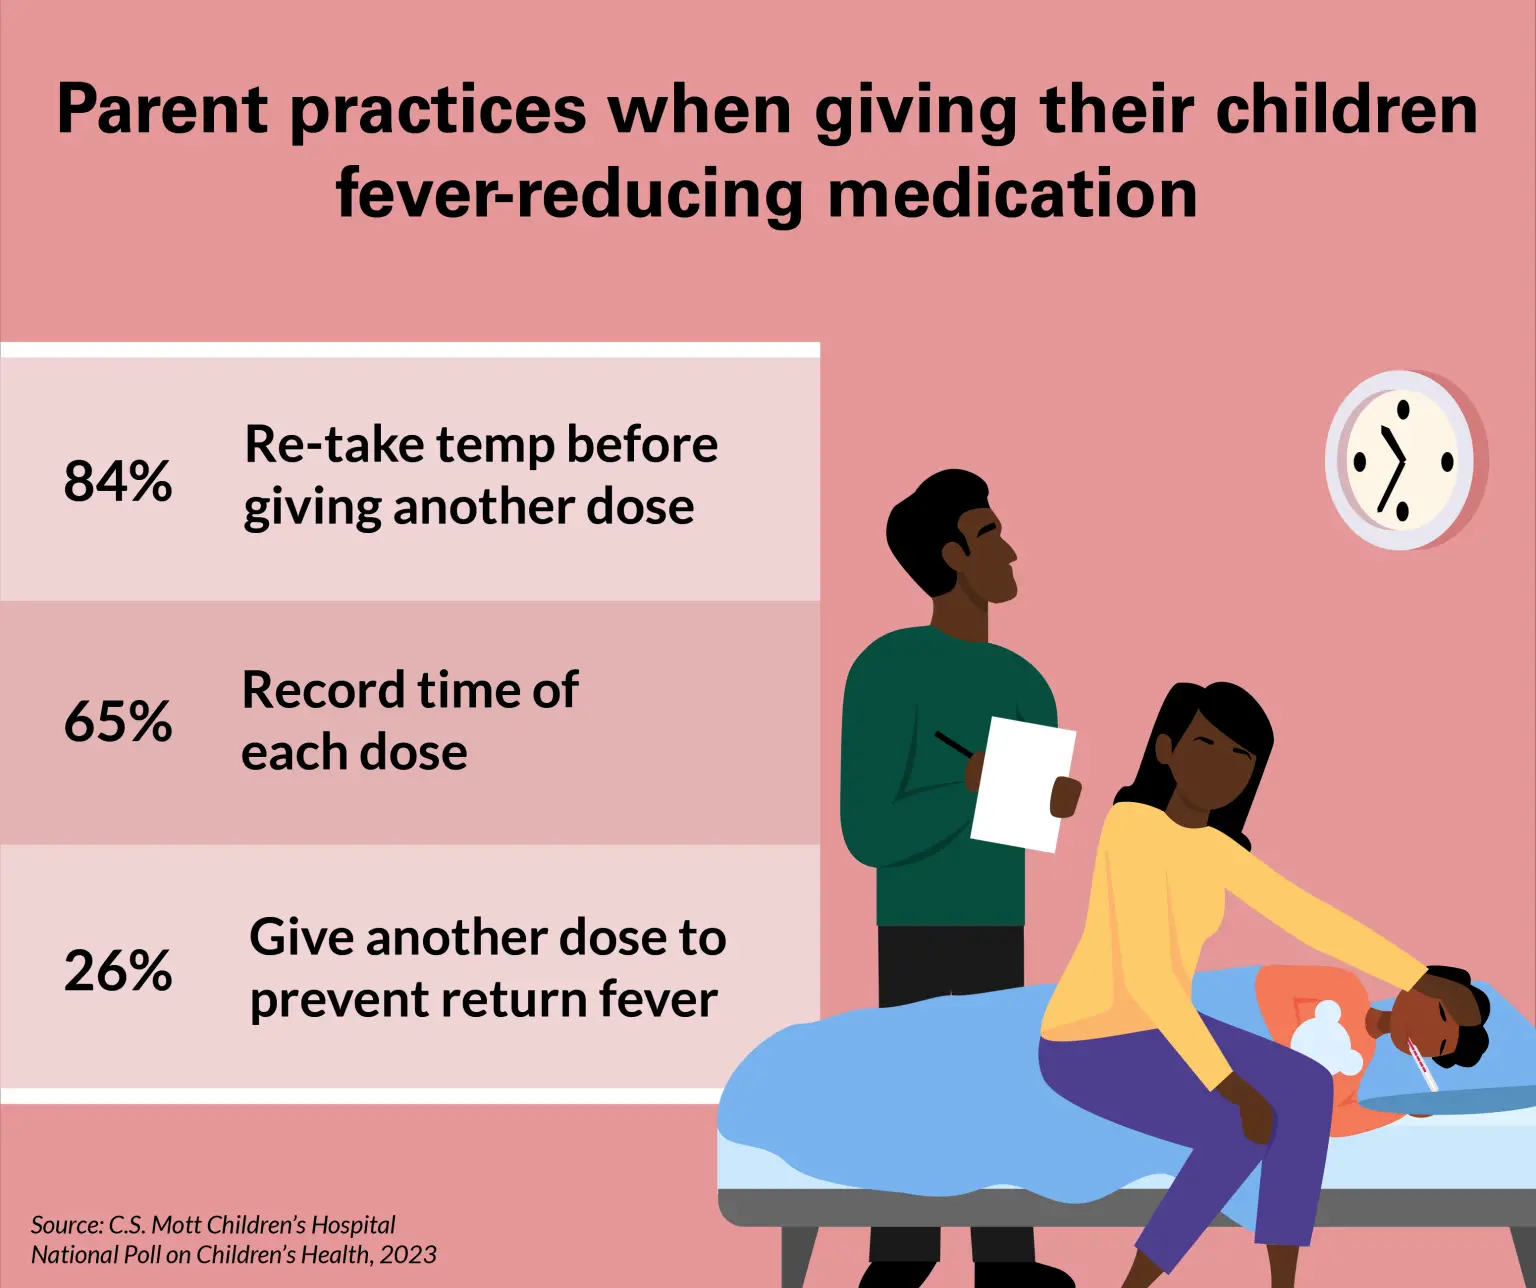 Parent practices when giving their children
fever-reducing medication
84%
Re-take temp before
giving another dose
65%
Record time of
each dose
26%
Give another dose to
prevent return fever
Source: C.S. Mott Children’s Hospital
National Poll on Children’s Health, 2023